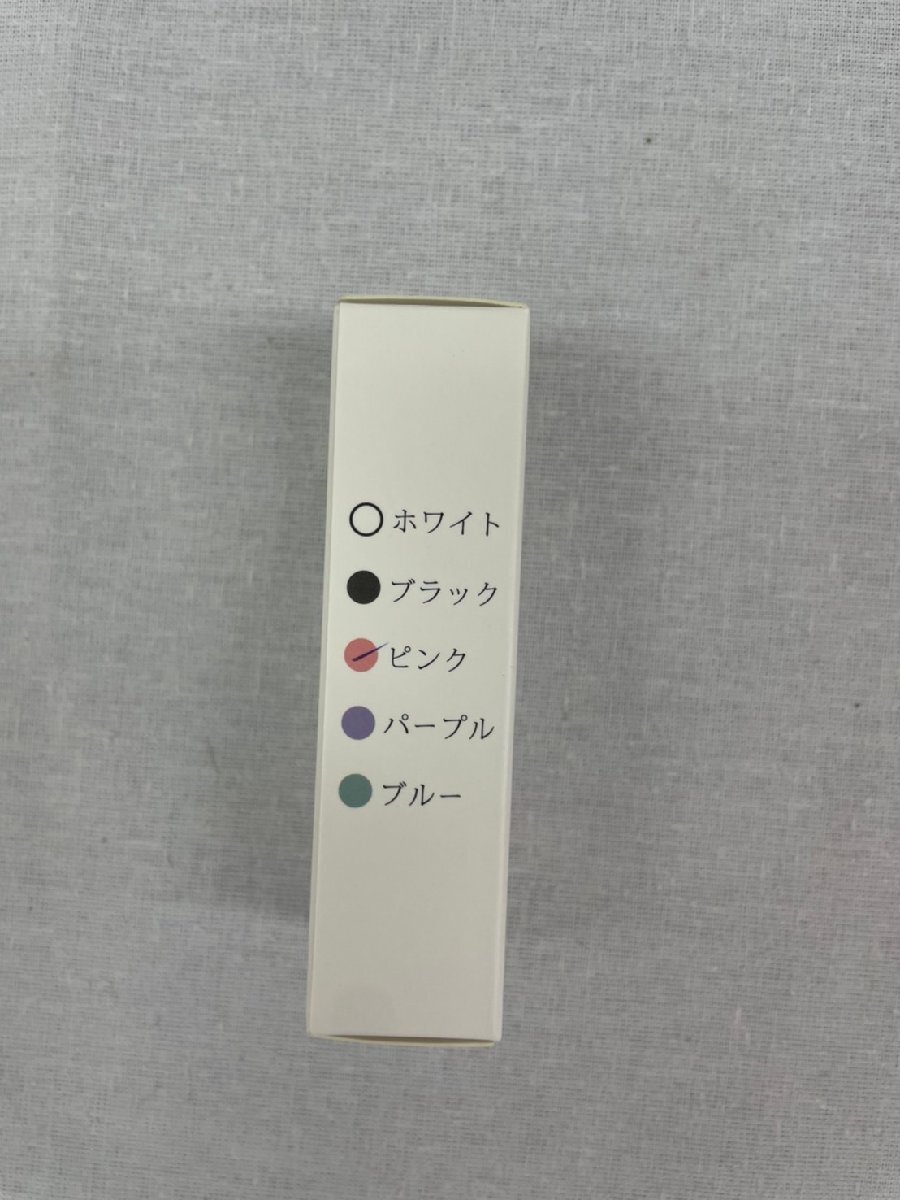 ホワイト
ブラック
ピンク
パープル
ブルー